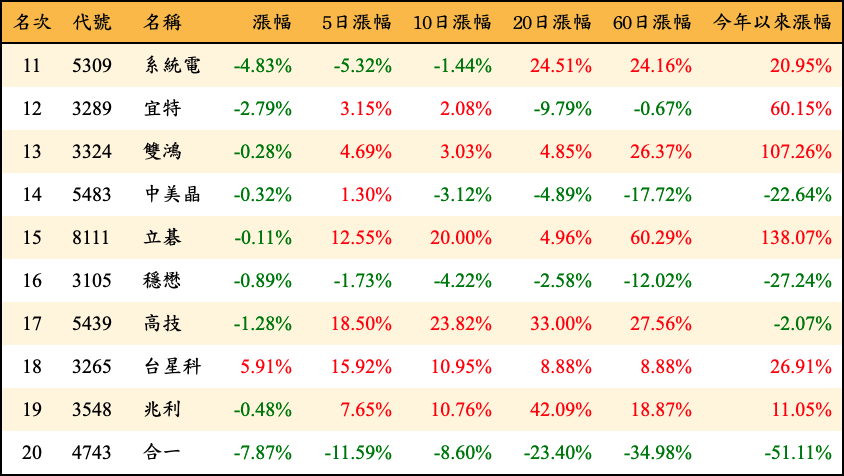 名次 代號 名稱 漲幅 5日漲幅 10日漲幅 20日漲幅 60日漲幅 今年以來漲幅
11 5309 系統電 -4.83% -5.32% -1.44% 24.51% 24.16% 20.95%
12 3289 宜特 -2.79% 3.15% 2.08% -9.79% -0.67% 60.15%
13 3324 雙鴻 -0.28% 4.69% 3.03% 4.85% 26.37% 107.26%
14 5483 中美晶 -0.32% 1.30% -3.12% -4.89% -17.72% -22.64%
15 8111 立碁 -0.11% 12.55% 20.00% 4.96% 60.29% 138.07%
16 3105 穩懋 -0.89% -1.73% -4.22% -2.58% -12.02% -27.24%
17 5439 高技 -1.28% 18.50% 23.82% 33.00% 27.56% -2.07%
18 3265 台星科 5.91% 15.92% 10.95% 8.88% 8.88% 26.91%
19 3548 兆利 -0.48% 7.65% 10.76% 42.09% 18.87% 11.05%
20 4743 合一 -7.87% -11.59% -8.60% -23.40% -34.98% -51.11%